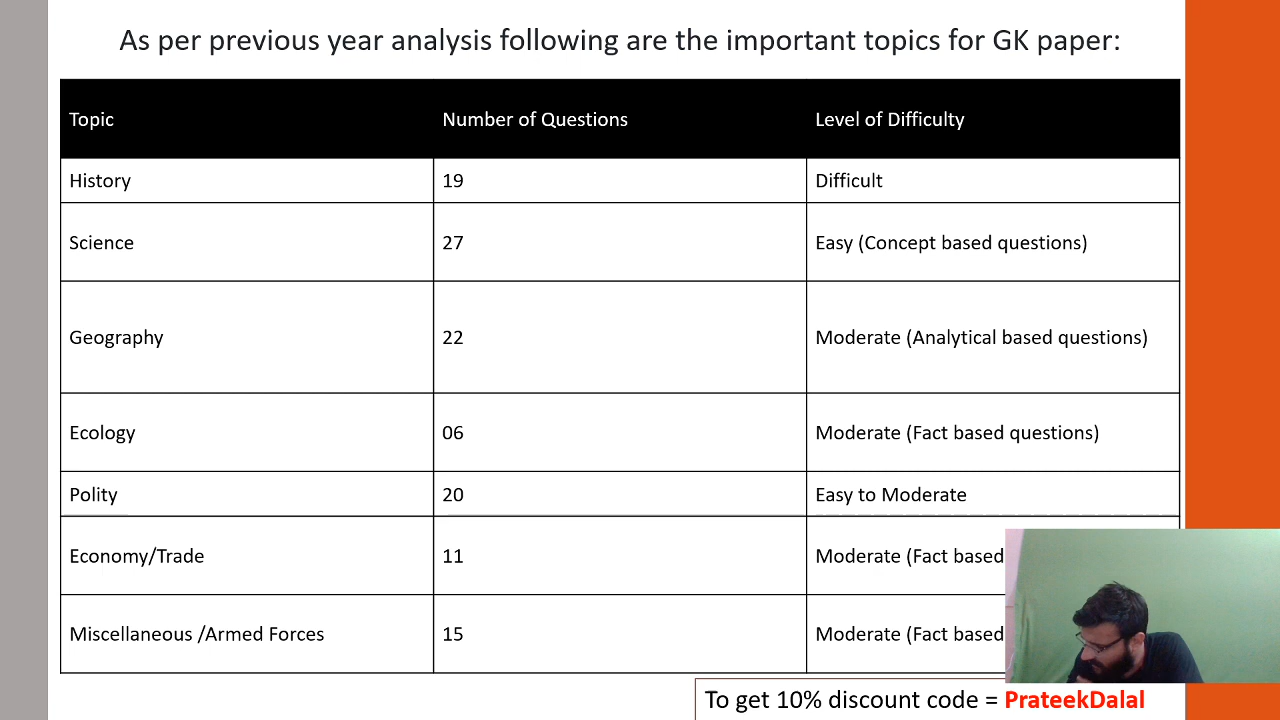 As per previous year analysis following are the important topics for GK paper:
Topic Number of Questions Level of Difficulty
History 19 Difficult
Science 27 Easy (Concept based questions)
Geography 22 Moderate (Analytical based questions)
Ecology 06 Moderate (Fact based questions)
Polity 20 Easy to Moderate
Economy/Trade 11 Moderate (Fact based
Miscellaneous /Armed Forces 15 Moderate (Fact based
To get 10% discount code = PrateekDalal